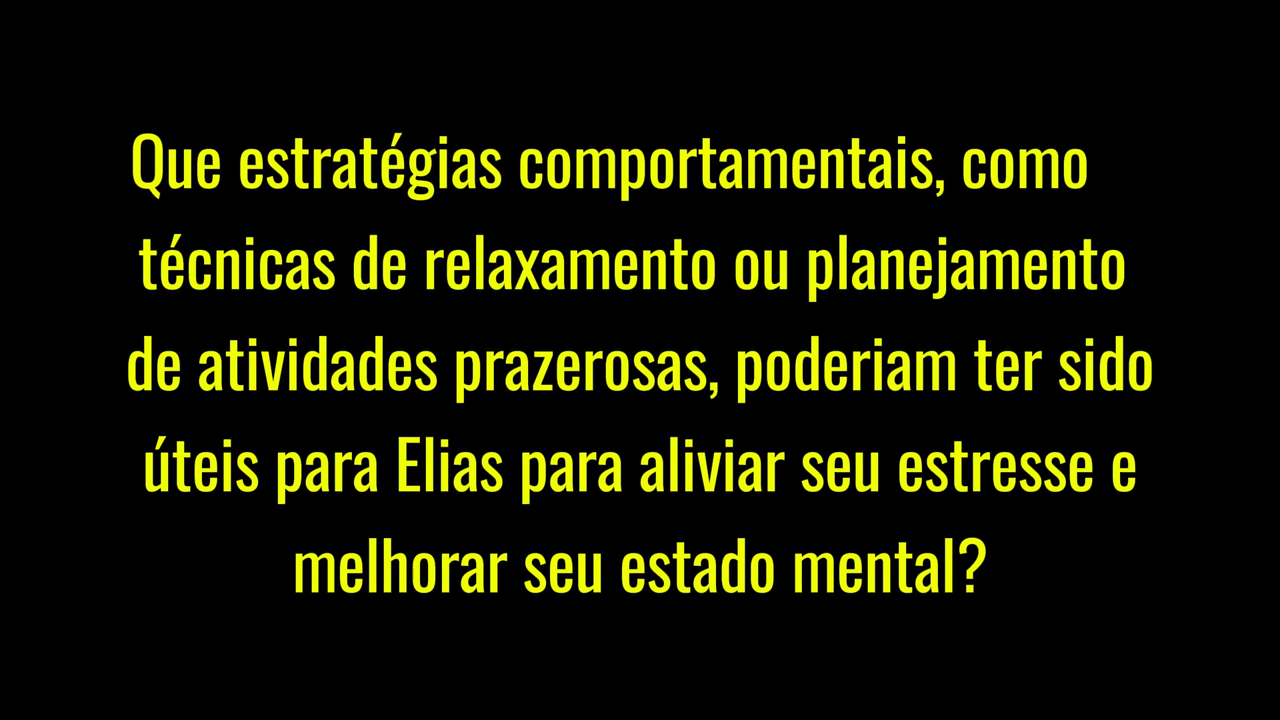 Que estratégias comportamentais, como
técnicas de relaxamento ou planejamento
de atividades prazerosas, poderiam ter sido
úteis para Elias para aliviar seu estresse e
melhorar seu estado mental?